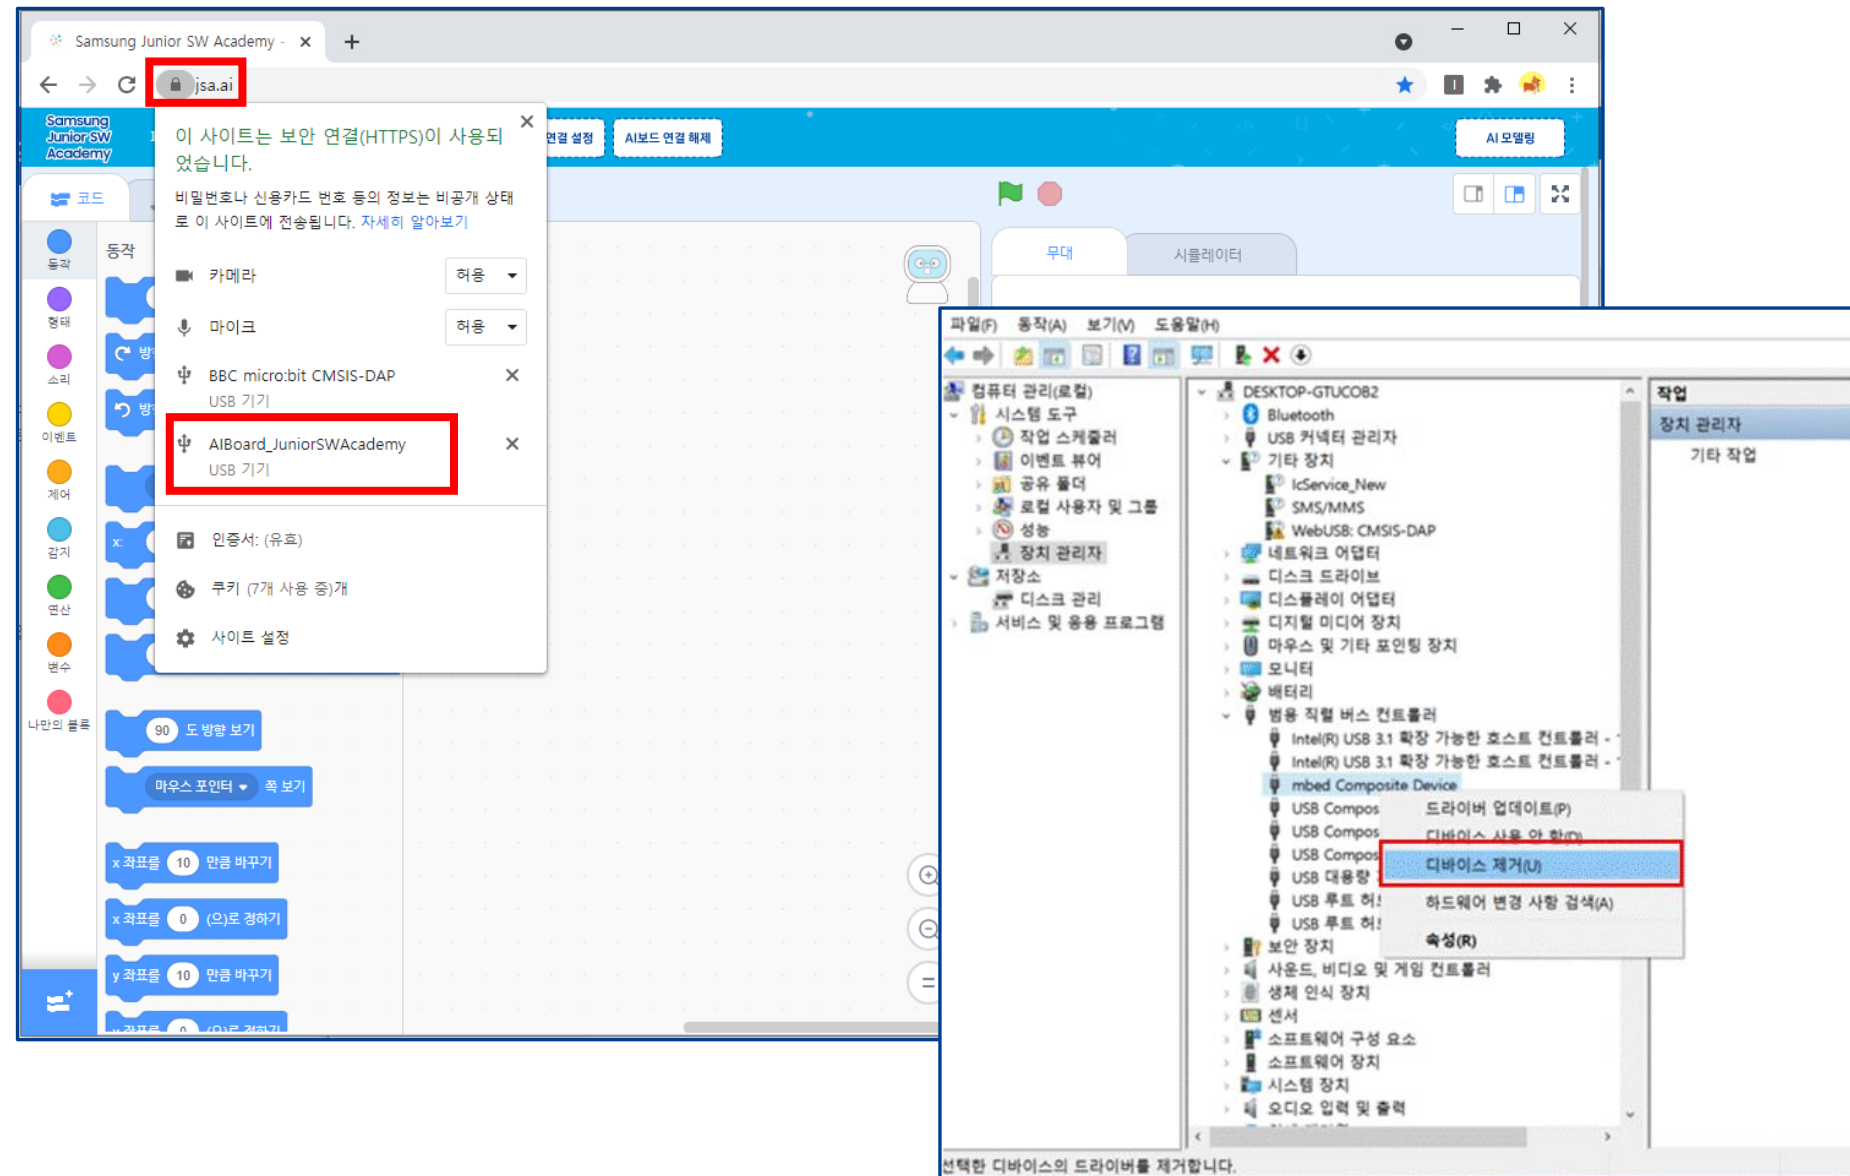 Samsung Junior SW Academy -
jsa.ai
Samsung
Junior SW
Academy
연결 설정
AI보드 연결 해제
AI 모델링
이 사이트는 보안 연결(HTTPS)이 사용되
었습니다.
비밀번호나 신용카드 번호 등의 정보는 비공개 상태
로 이 사이트에 전송됩니다. 자세히 알아보기
카메라
허용
마이크
허용
BBC micro:bit CMSIS-DAP
USB 기기
AIBoard_JuniorSWAcademy
USB 기기
인증서: (유효)
쿠키 (7개 사용 중)개
사이트 설정
코드
동작
형태
소리
이벤트
제어
감지
연산
변수
나만의 블록
동작
방향
x:
90 도 방향 보기
마우스 포인터 쪽 보기
x 좌표를 10 만큼 바꾸기
x 좌표를 0 (으)로 정하기
y 좌표를 10 만큼 바꾸기
y 좌표를 0 (으)로 정하기
무대
시뮬레이터
파일(F) 동작(A) 보기(V) 도움말(H)
컴퓨터 관리(로컬)
시스템 도구
작업 스케줄러
이벤트 뷰어
공유 폴더
로컬 사용자 및 그룹
성능
장치 관리자
저장소
디스크 관리
서비스 및 응용 프로그램
DESKTOP-GTUCOB2
Bluetooth
USB 커넥터 관리자
기타 장치
IcService_New
SMS/MMS
WebUSB: CMSIS-DAP
네트워크 어댑터
디스크 드라이브
디스플레이 어댑터
디지털 미디어 장치
마우스 및 기타 포인팅 장치
모니터
배터리
범용 직렬 버스 컨트롤러
Intel(R) USB 3.1 확장 가능한 호스트 컨트롤러 -
Intel(R) USB 3.1 확장 가능한 호스트 컨트롤러 -
mbed Composite Device
USB Compos
USB Compos
USB Compos
USB 대용량
USB 루트 허브
USB 루트 허브
보안 장치
사운드, 비디오 및 게임 컨트롤러
생체 인식 장치
센서
소프트웨어 구성 요소
소프트웨어 장치
시스템 장치
오디오 입력 및 출력
드라이버 업데이트(P)
디바이스 사용 안 함(D)
디바이스 제거(U)
하드웨어 변경 사항 검색(A)
속성(R)
작업
장치 관리자
기타 작업
선택한 디바이스의 드라이버를 제거합니다.